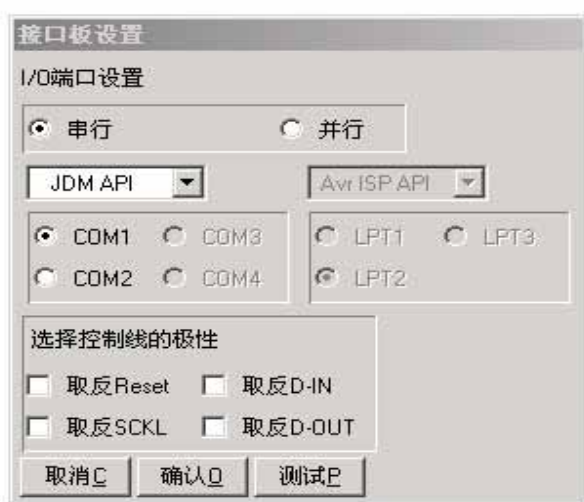 接口板设置
I/O端口设置
串行 并行
JDM API Avr ISP API
COM1 COM3 LPT1 LPT3
COM2 COM4 LPT2
选择控制线的极性
取反Reset 取反D-IN
取反SCKL 取反D-OUT
取消C 确认O 测试P